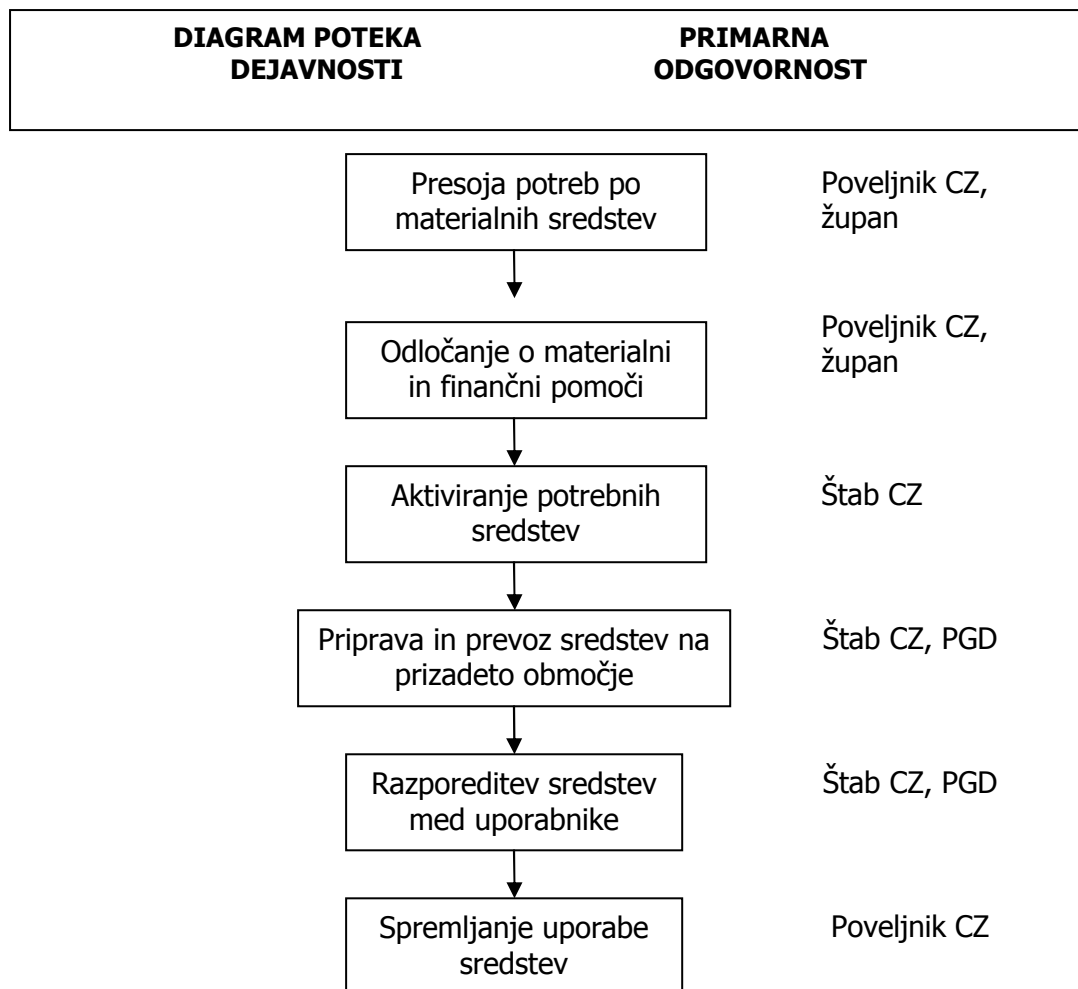 DIAGRAM POTEKA PRIMARNA
DEJAVNOSTI ODGOVORNOST
Presoja potreb po
materialnih sredstev
Poveljnik CZ,
župan
Odločanje o materialni
in finančni pomoči
Poveljnik CZ,
župan
Aktiviranje potrebnih
sredstev
Štab CZ
Priprava in prevoz sredstev na
prizadeto območje
Štab CZ, PGD
Razporeditev sredstev
med uporabnike
Štab CZ, PGD
Spremljanje uporabe
sredstev
Poveljnik CZ